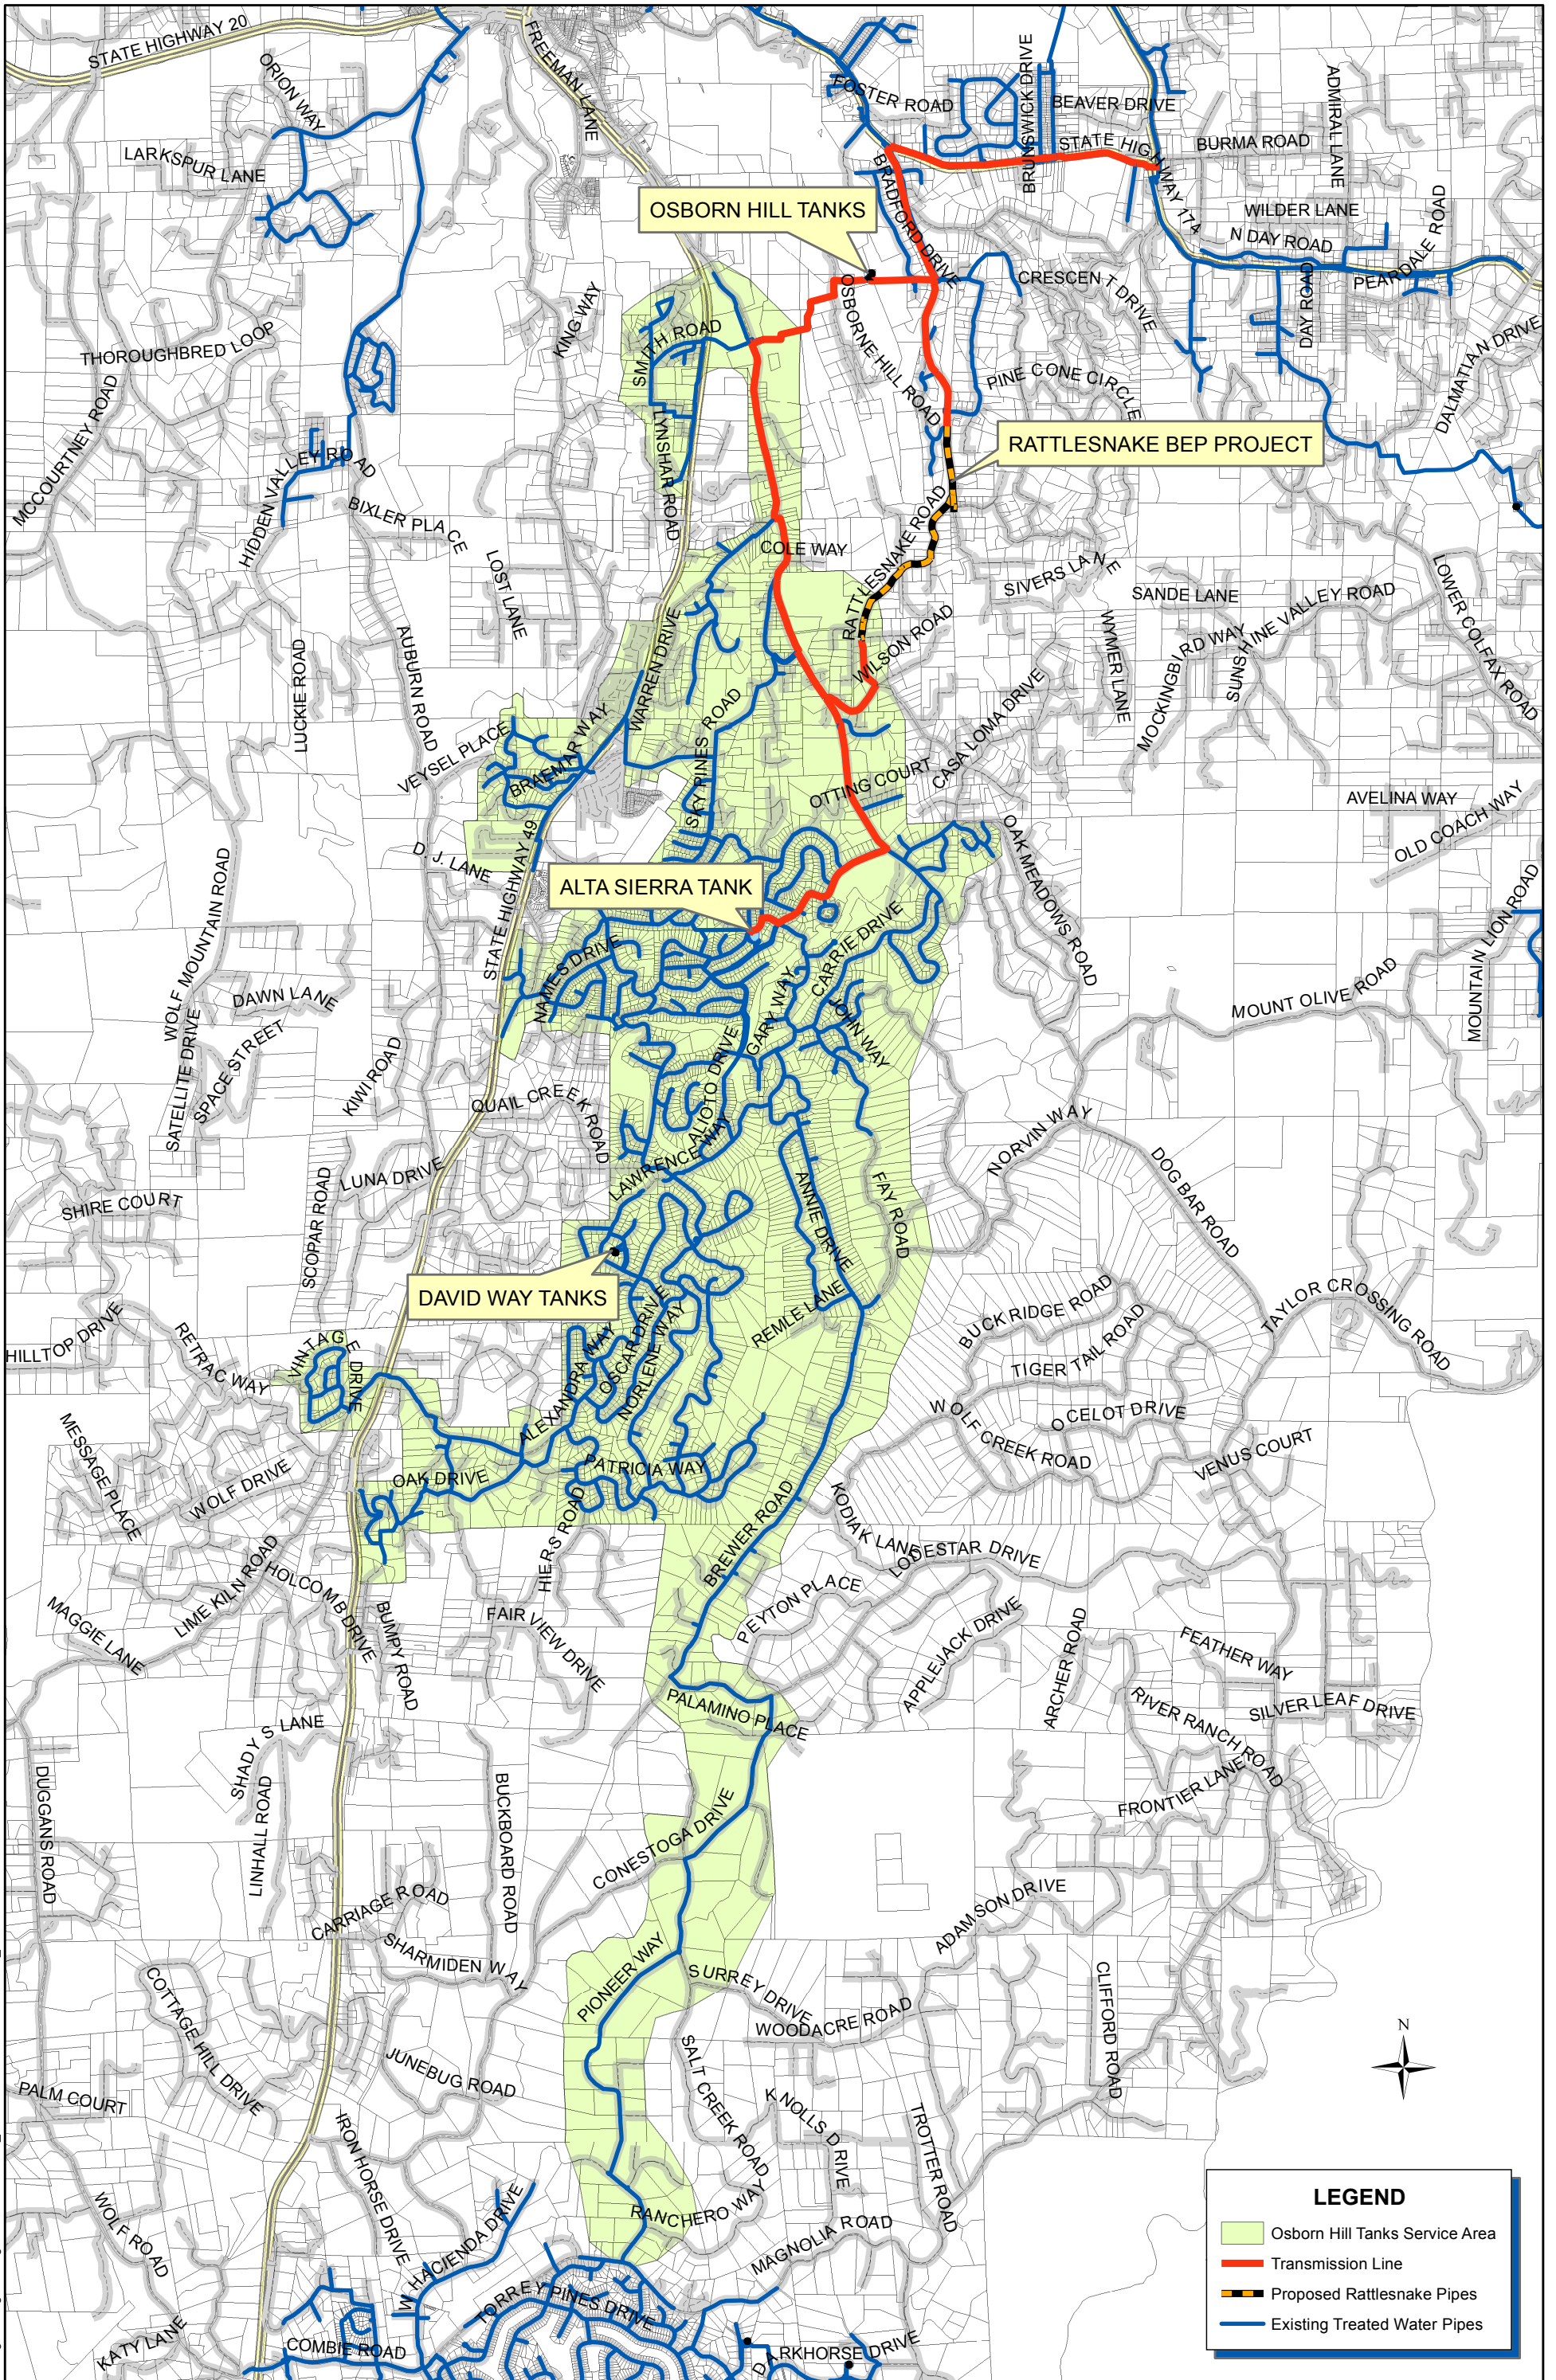 STATE HIGHWAY 20
FREEMAN LANE
ORION WAY
FOSTER ROAD
BRUNSWICK DRIVE
BEAVER DRIVE
ADMIRAL LANE
STATE HIGHWAY 174
BURMA ROAD
LARKSPUR LANE
BRADFORD DRIVE
OSBORN HILL TANKS
WILDER LANE
N DAY ROAD
PEARDALE ROAD
CRESCENT DRIVE
DAY ROAD
OSBORNE HILL ROAD
KING WAY
SMITH ROAD
THOROUGHBRED LOOP
MCCOURTNEY ROAD
PINE CONE CIRCLE
DALMATIAN DRIVE
LYNSHAR ROAD
RATTLESNAKE BEP PROJECT
HIDDEN VALLEY ROAD
BIXLER PLACE
LOST LANE
COLE WAY
RATTLESNAKE ROAD
SIVERS LANE
SANDE LANE
LOWER COLFAX ROAD
WILSON ROAD
WYMER LANE
MOCKINGBIRD WAY
SUNSHINE VALLEY ROAD
LUCKIE ROAD
AUBURN ROAD
WARREN DRIVE
VEYSEL PLACE
BRAEMAR WAY
SKY PINES ROAD
CASA LOMA DRIVE
OTTING COURT
AVELINA WAY
OLD COACH WAY
D. J. LANE
STATE HIGHWAY 49
OAK MEADOWS ROAD
ALTA SIERRA TANK
WOLF MOUNTAIN ROAD
NAMES DRIVE
CARRIE DRIVE
MOUNTAIN LION ROAD
MOUNT OLIVE ROAD
DAWN LANE
SATELLITE DRIVE
SPACE STREET
KIWI ROAD
GARY WAY
JOHN WAY
ALIOTO DRIVE
QUAIL CREEK ROAD
LAWRENCE WAY
NORVIN WAY
DOG BAR ROAD
LUNA DRIVE
SHIRE COURT
SCOPAR ROAD
ANNIE DRIVE
FAY ROAD
DAVID WAY TANKS
HILLTOP DRIVE
RETRAC WAY
VINTAGE DRIVE
OSCAR DRIVE
NORLENE WAY
ALEXANDRA WAY
REMLE LANE
BUCK RIDGE ROAD
TIGER TAIL ROAD
TAYLOR CROSSING ROAD
WOLF CREEK ROAD
OCELOT DRIVE
VENUS COURT
MESSAGE PLACE
WOLF DRIVE
OAK DRIVE
PATRICIA WAY
HIERS ROAD
BREWER ROAD
KODIAK LANE
LODESTAR DRIVE
LIME KILN ROAD
HOLCOMB DRIVE
MAGGIE LANE
BUMPY ROAD
FAIR VIEW DRIVE
PEYTON PLACE
APPLEJACK DRIVE
ARCHER ROAD
FEATHER WAY
PALAMINO PLACE
RIVER RANCH ROAD
SILVER LEAF DRIVE
SHADY S LANE
LINHALL ROAD
DUGGANS ROAD
BUCKBOARD ROAD
CONESTOGA DRIVE
FRONTIER LANE
CARRIAGE ROAD
SHARMIDEN WAY
ADAMSON DRIVE
PIONEER WAY
SURREY DRIVE
WOODACRE ROAD
CLIFFORD ROAD
COTTAGE HILL DRIVE
JUNEBUG ROAD
PALM COURT
SALT CREEK ROAD
KNOLLS DRIVE
TROTTER ROAD
IRON HORSE DRIVE
WOLF ROAD
W HACIENDA DRIVE
RANCHERO WAY
MAGNOLIA ROAD
TORREY PINES DRIVE
KATY LANE
COMBIE ROAD
DARKHORSE DRIVE
N
LEGEND
Osborn Hill Tanks Service Area
Transmission Line
Proposed Rattlesnake Pipes
Existing Treated Water Pipes